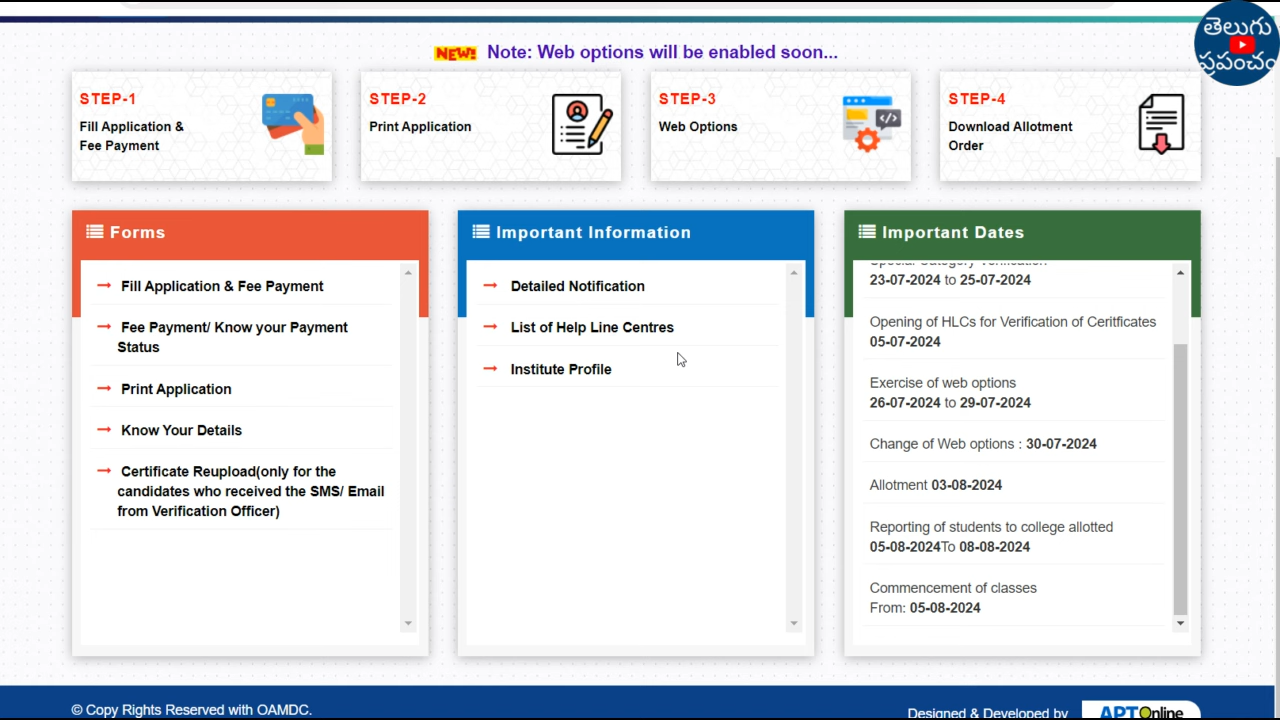 తెలుగు
ప్రపంచం
NEW! Note: Web options will be enabled soon...
STEP-1
Fill Application &
Fee Payment
STEP-2
Print Application
STEP-3
Web Options
STEP-4
Download Allotment
Order
Forms
Fill Application & Fee Payment
Fee Payment/ Know your Payment
Status
Print Application
Know Your Details
Certificate Reupload(only for the
candidates who received the SMS/ Email
from Verification Officer)
Important Information
Detailed Notification
List of Help Line Centres
Institute Profile
Important Dates
Special Category Verification
23-07-2024 to 25-07-2024
Opening of HLCs for Verification of Ceritficates
05-07-2024
Exercise of web options
26-07-2024 to 29-07-2024
Change of Web options : 30-07-2024
Allotment 03-08-2024
Reporting of students to college allotted
05-08-2024To 08-08-2024
Commencement of classes
From: 05-08-2024
© Copy Rights Reserved with OAMDC.
Designed & Developed by APTOnline